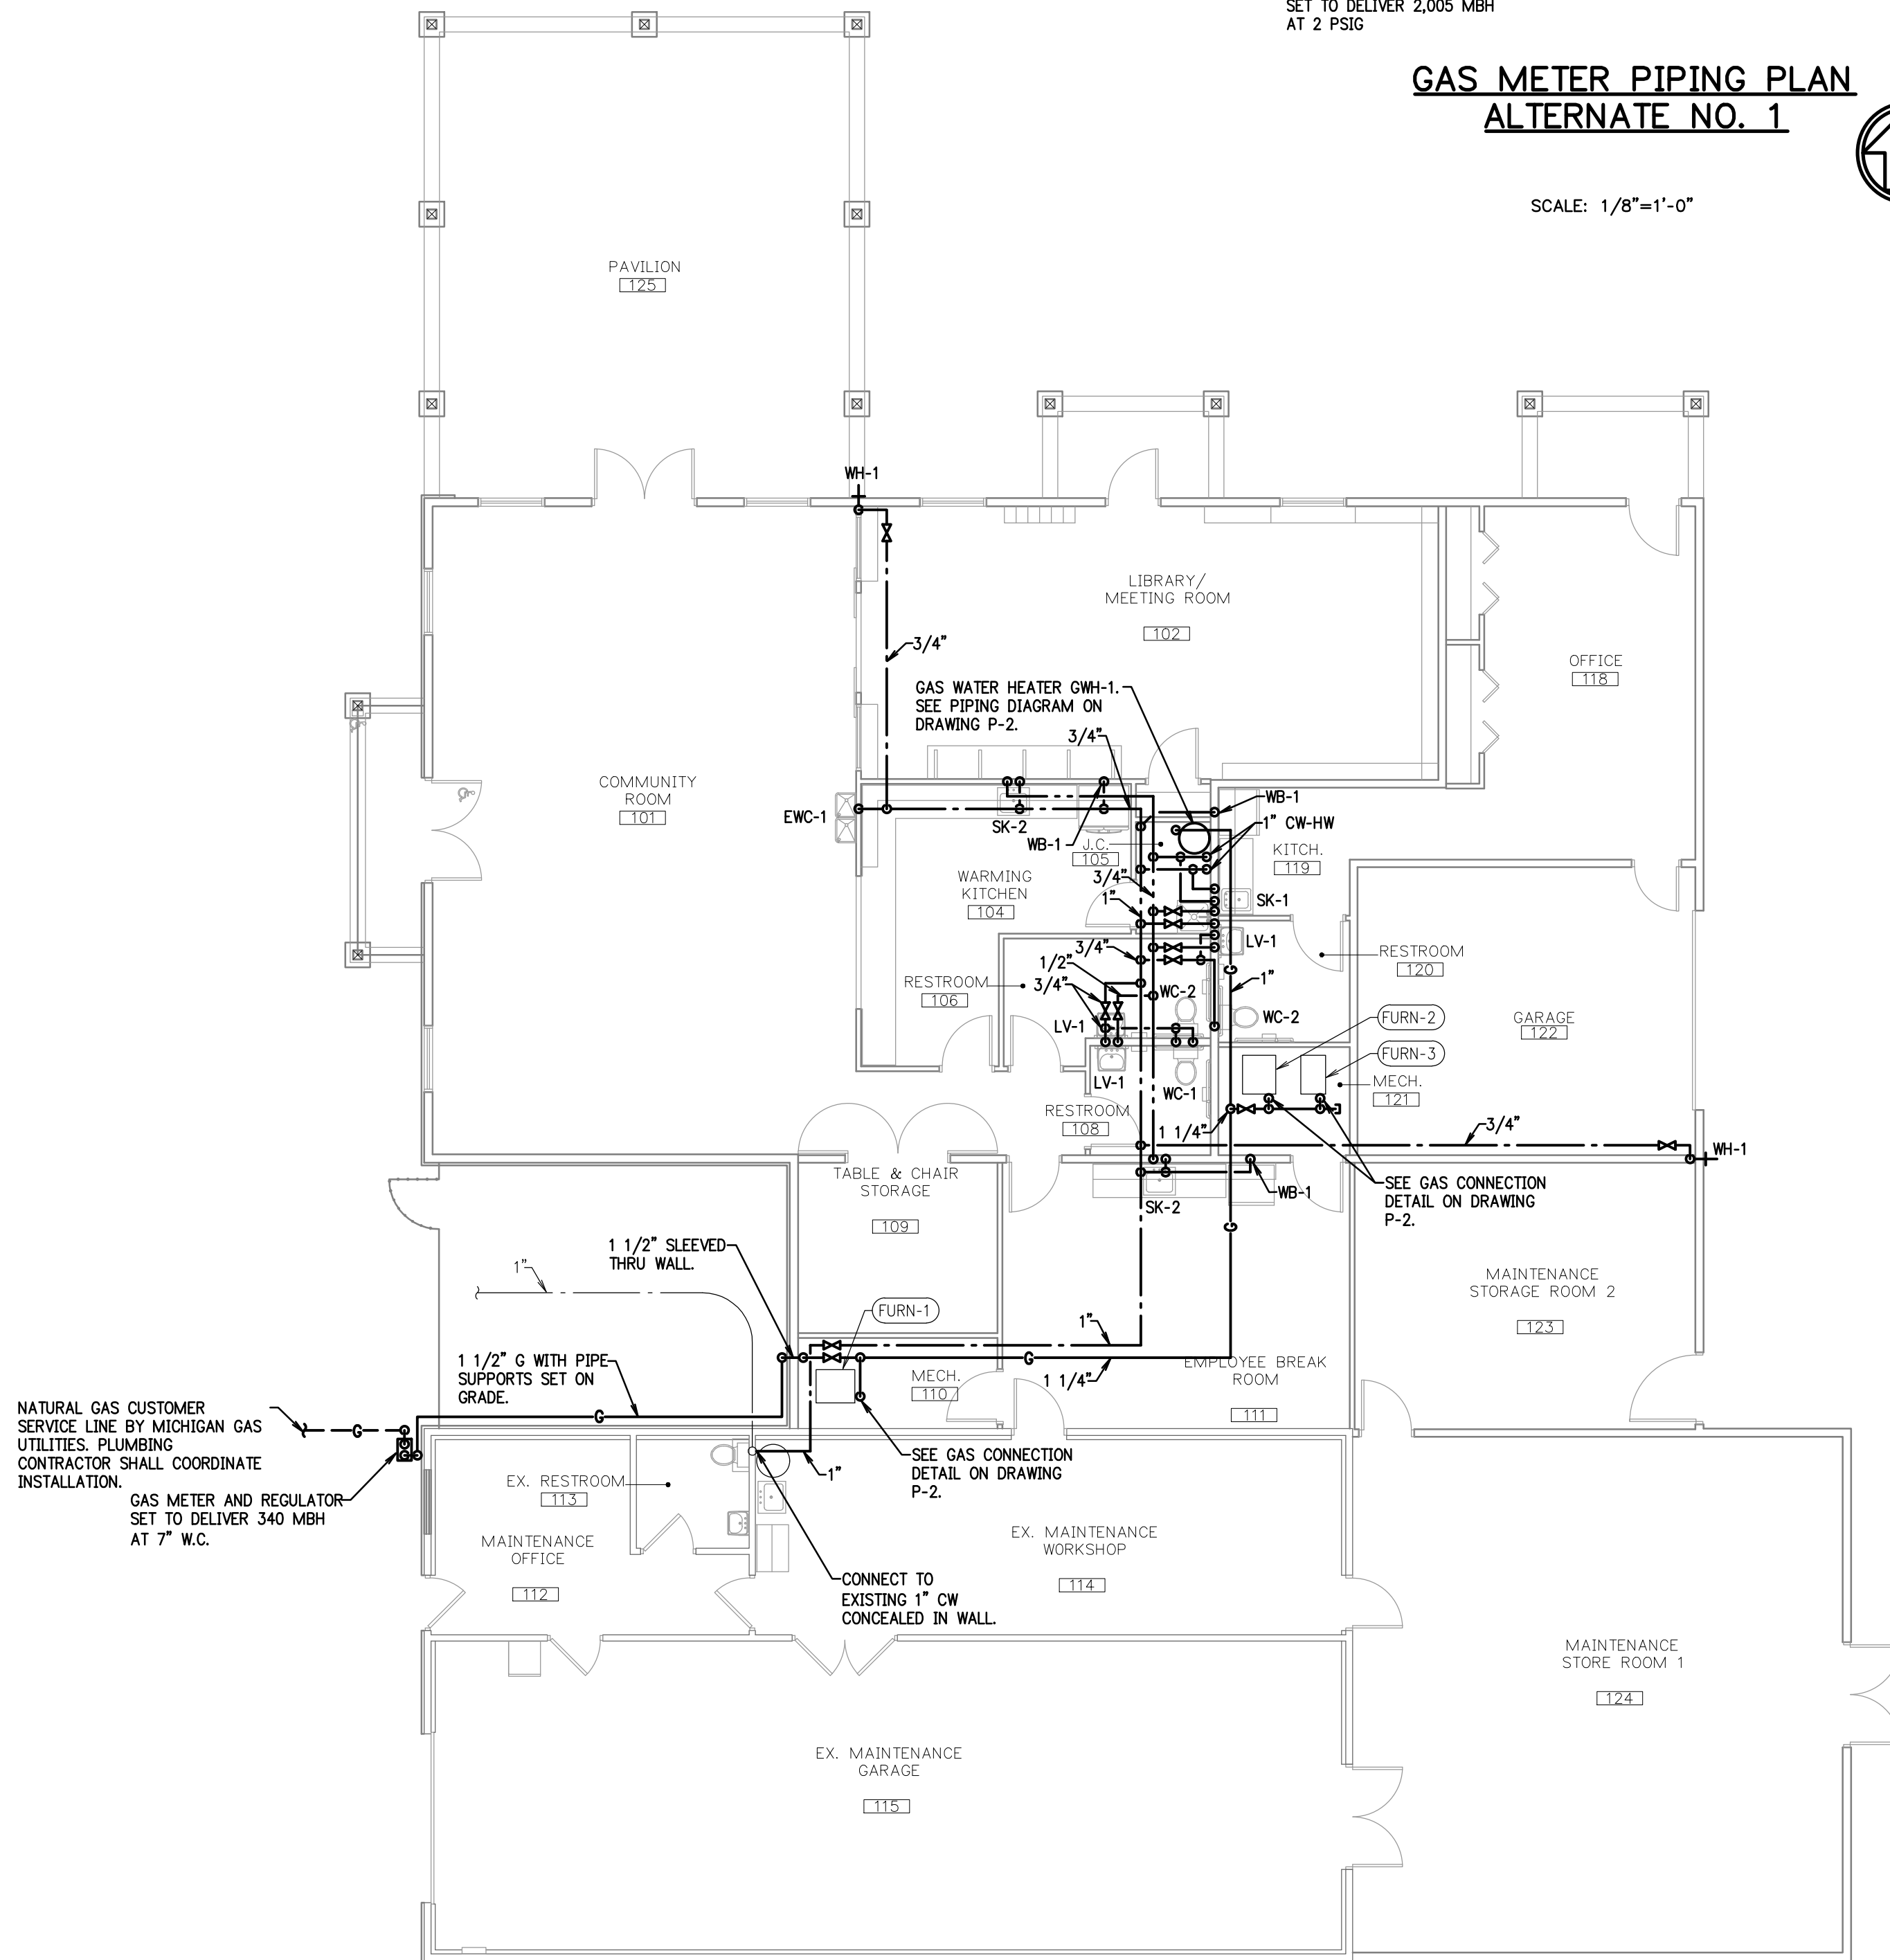 SET TO DELIVER 2,005 MBH
AT 2 PSIG
GAS METER PIPING PLAN
ALTERNATE NO. 1
SCALE: 1/8"=1'-0"
PAVILION
125
WH-1
LIBRARY/
MEETING ROOM
102
3/4"
OFFICE
118
GAS WATER HEATER GWH-1.
SEE PIPING DIAGRAM ON
DRAWING P-2.
3/4"
COMMUNITY
ROOM
101
EWC-1
SK-2
WB-1
WB-1
1" CW-HW
J.C.
105
KITCH.
119
WARMING
KITCHEN
104
3/4"
1"
SK-1
LV-1
3/4"
1/2"
3/4"
RESTROOM
106
RESTROOM
120
G
1"
WC-2
WC-2
LV-1
GARAGE
122
FURN-2
FURN-3
MECH.
121
LV-1
WC-1
RESTROOM
108
1 1/4"
3/4"
WH-1
TABLE & CHAIR
STORAGE
109
SK-2
WB-1
SEE GAS CONNECTION
DETAIL ON DRAWING
P-2.
G
1 1/2" SLEEVED
THRU WALL.
1"
MAINTENANCE
STORAGE ROOM 2
123
FURN-1
1"
G
1 1/4"
EMPLOYEE BREAK
ROOM
111
1 1/2" G WITH PIPE
SUPPORTS SET ON
GRADE.
MECH.
110
G
G
NATURAL GAS CUSTOMER
SERVICE LINE BY MICHIGAN GAS
UTILITIES. PLUMBING
CONTRACTOR SHALL COORDINATE
INSTALLATION.
GAS METER AND REGULATOR
SET TO DELIVER 340 MBH
AT 7" W.C.
EX. RESTROOM
113
1"
SEE GAS CONNECTION
DETAIL ON DRAWING
P-2.
MAINTENANCE
OFFICE
112
EX. MAINTENANCE
WORKSHOP
114
CONNECT TO
EXISTING 1" CW
CONCEALED IN WALL.
MAINTENANCE
STORE ROOM 1
124
EX. MAINTENANCE
GARAGE
115